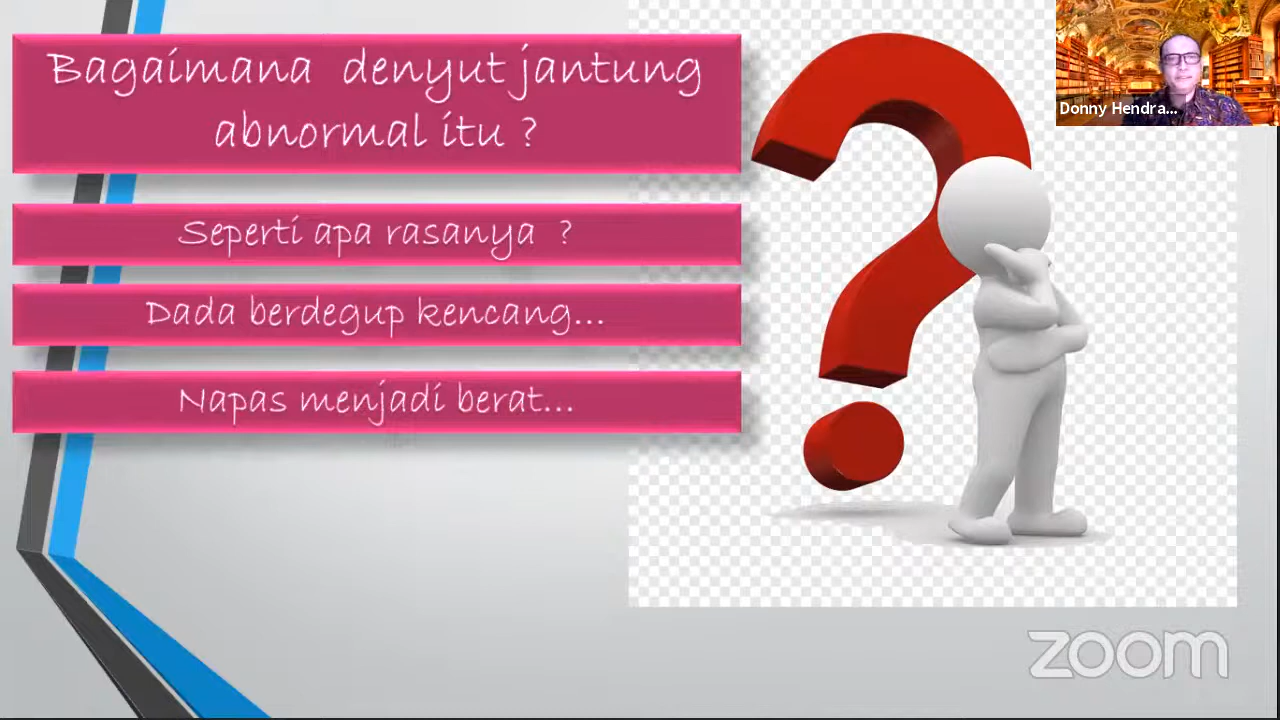 Bagaimana denyut jantung
abnormal itu ?
Seperti apa rasanya ?
Dada berdegup kencang...
Napas menjadi berat...
Donny Hendra...
zoom